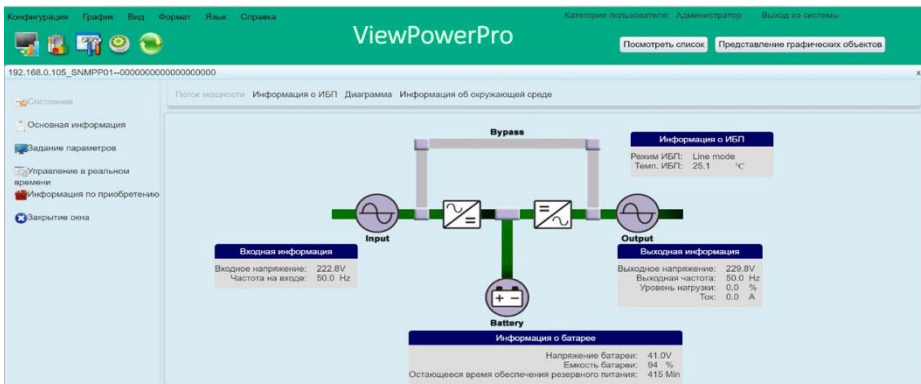 Конфигурация График Вид Формат Язык Справка
Категория пользователя: Администратор Выход из системы
ViewPowerPro
Посмотреть список Представление графических объектов
192.168.0.105_SNMPP01--0000000000000000000 x
Состояния
Основная информация
Задание параметров
Управление в реальном
времени
Информация по приобретению
Закрытие окна
Поток мощности Информация о ИБП Диаграмма Информация об окружающей среде
Bypass
Информация о ИБП
Режим ИБП: Line mode
Темп. ИБП: 25.1 °C
Input
Output
Входная информация
Входное напряжение: 222.8V
Частота на входе: 50.0 Hz
Выходная информация
Выходное напряжение: 229.8V
Выходная частота: 50.0 Hz
Уровень нагрузки: 0.0 %
Ток: 0.0 A
Battery
Информация о батарее
Напряжение батареи: 41.0V
Емкость батареи: 94 %
Остающееся время обеспечения резервного питания: 415 Min